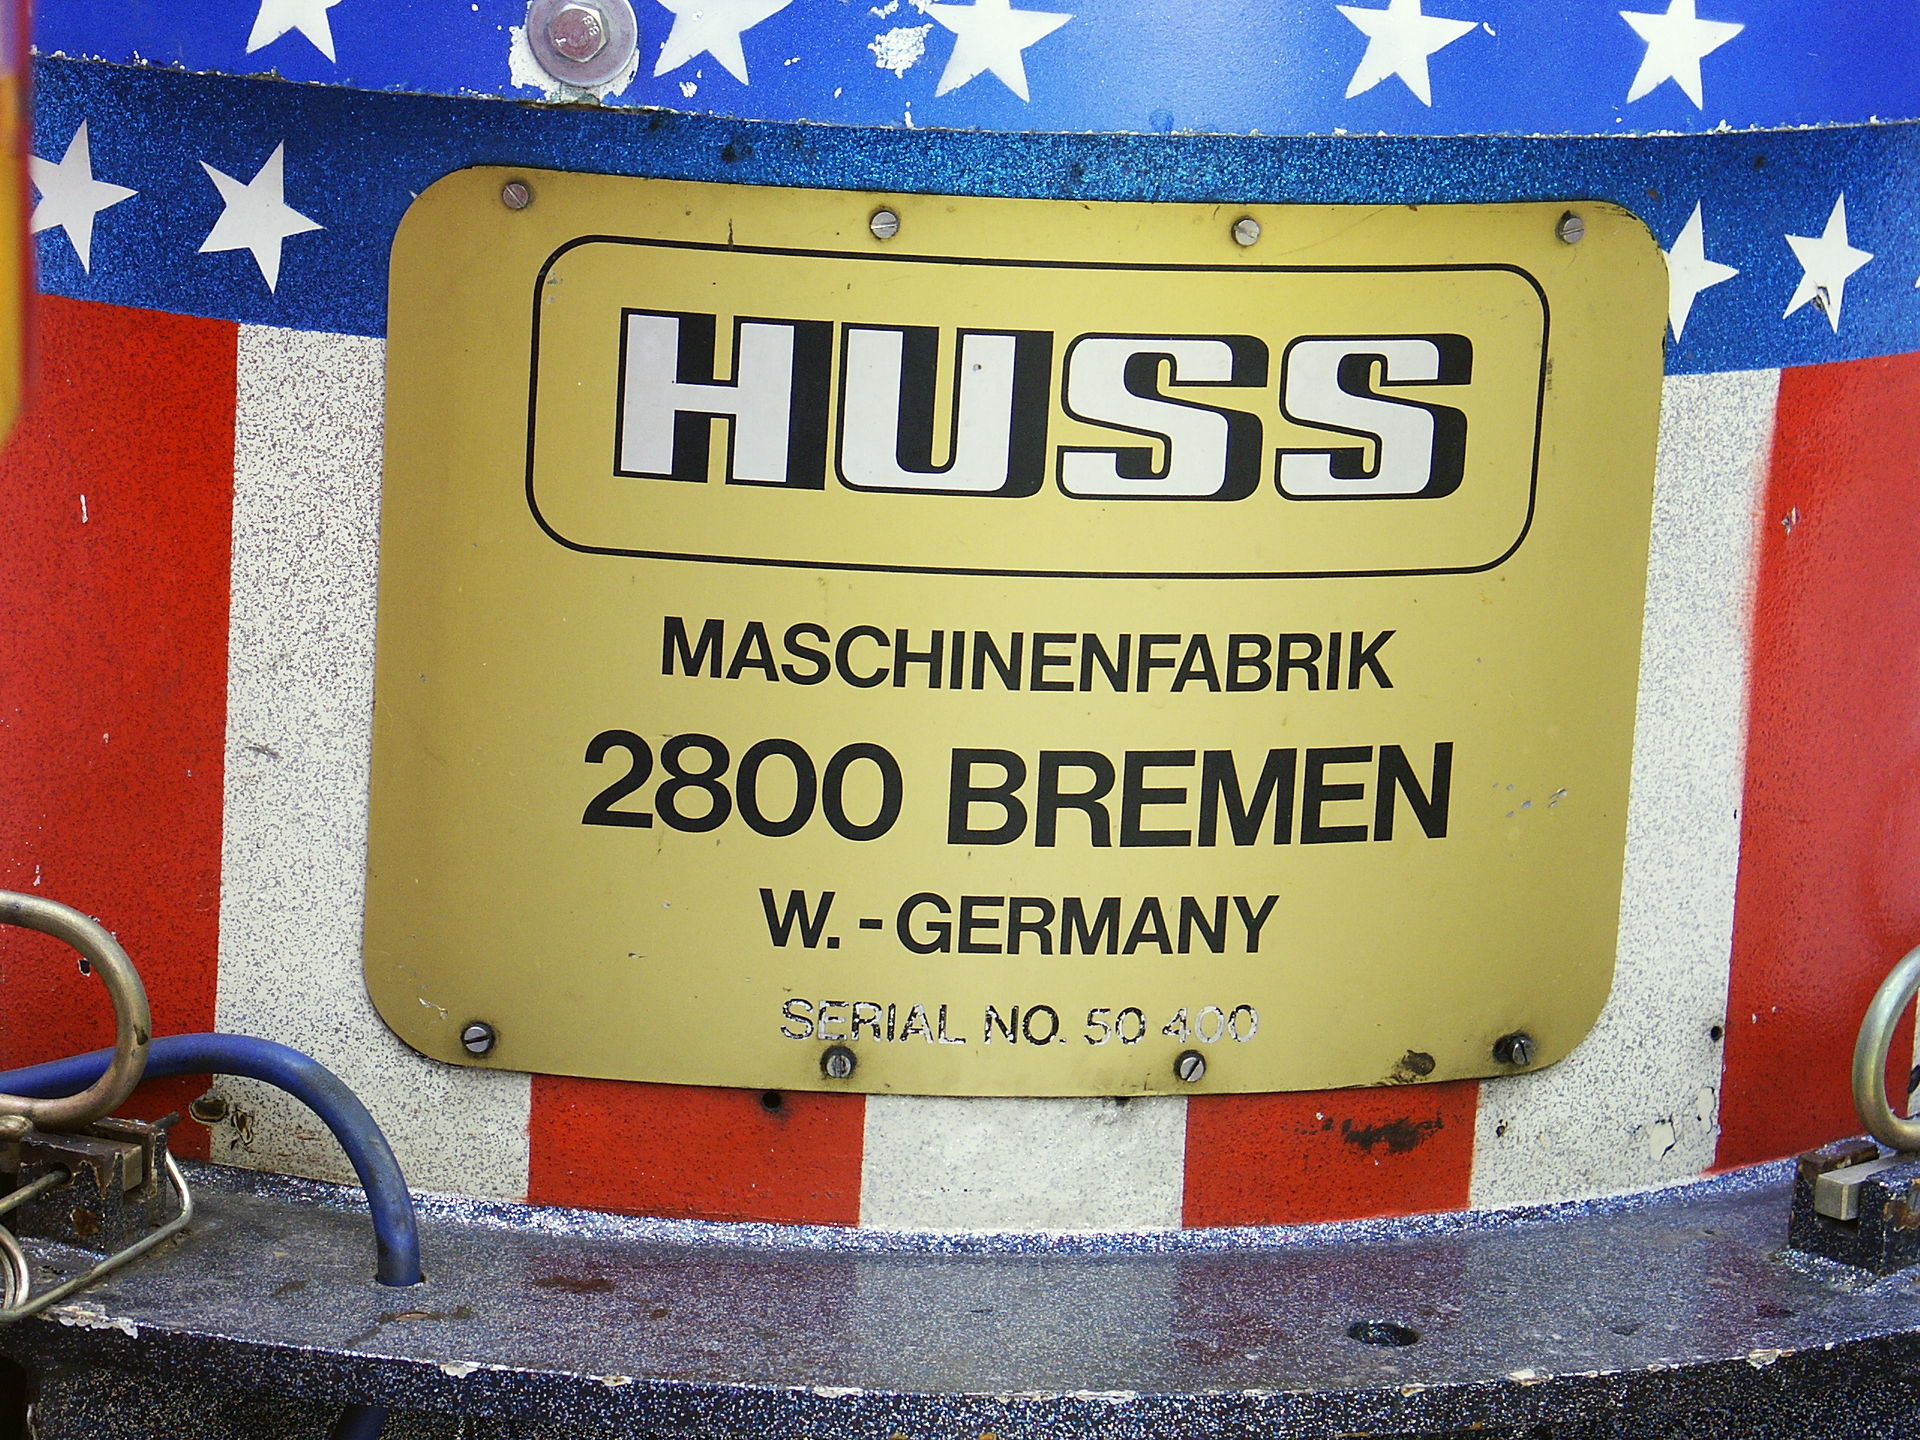 HUSS
MASCHINENFABRIK
2800 BREMEN
W.-GERMANY
SERIAL NO. 50 400